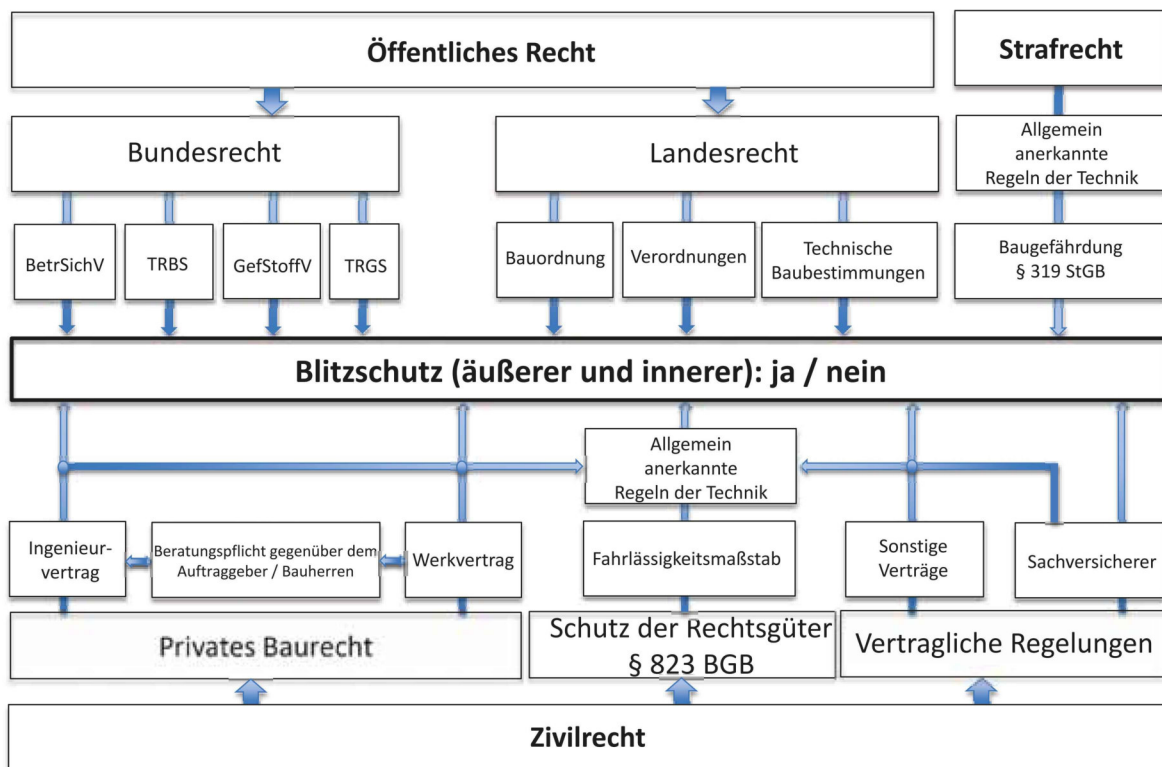 Öffentliches Recht
Strafrecht
Bundesrecht
Landesrecht
Allgemein
anerkannte
Regeln der Technik
BetrSichV
TRBS
GefStoffV
TRGS
Bauordnung
Verordnungen
Technische
Baubestimmungen
Baugefährdung
§ 319 StGB
Blitzschutz (äußerer und innerer): ja / nein
Allgemein
anerkannte
Regeln der Technik
Ingenieur-
vertrag
Beratungspflicht gegenüber dem
Auftraggeber / Bauherren
Werkvertrag
Fahrlässigkeitsmaßstab
Sonstige
Verträge
Sachversicherer
Privates Baurecht
Schutz der Rechtsgüter
§ 823 BGB
Vertragliche Regelungen
Zivilrecht